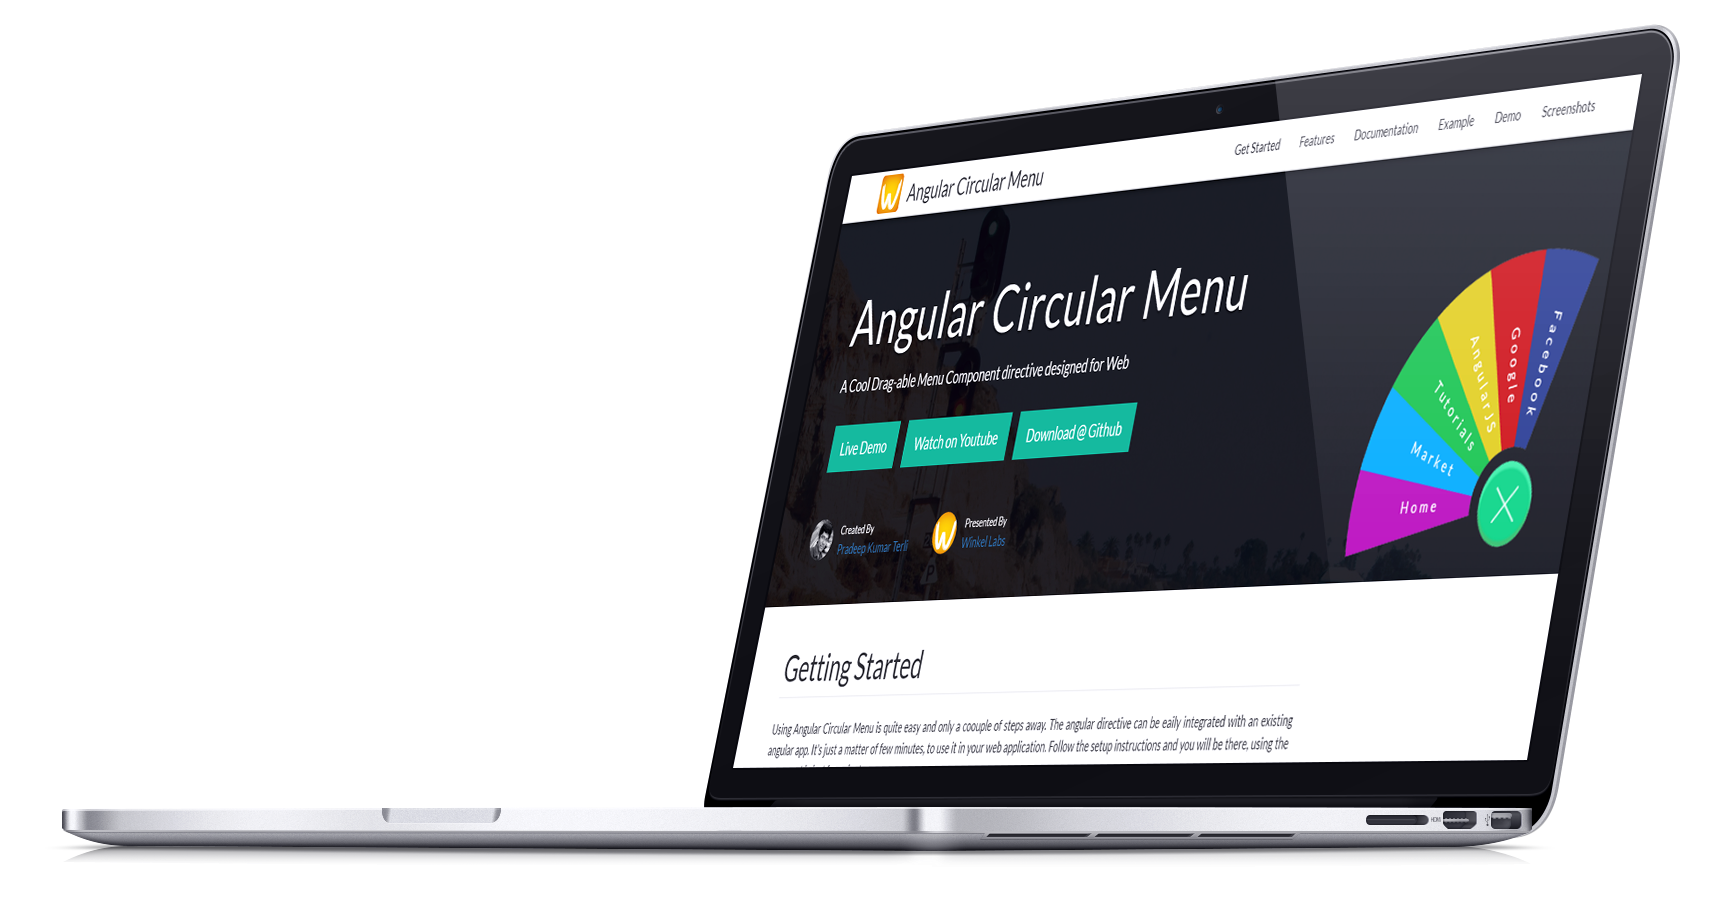 Get Started Features Documentation Example Demo Screenshots
W Angular Circular Menu
Angular Circular Menu
A Cool Drag-able Menu Component directive designed for Web
Live Demo Watch on Youtube Download @ Github
Facebook
Google
AngularJS
Tutorials
Market
Home
Created By
Pradeep Kumar Terli
W Presented By
Winkel Labs
P
Getting Started
Using Angular Circular Menu is quite easy and only a coouple of steps away. The angular directive can be eaily integrated with an existing
angular app. It's just a matter of few minutes, to use it in your web application. Follow the setup instructions and you will be there, using the
HDMI